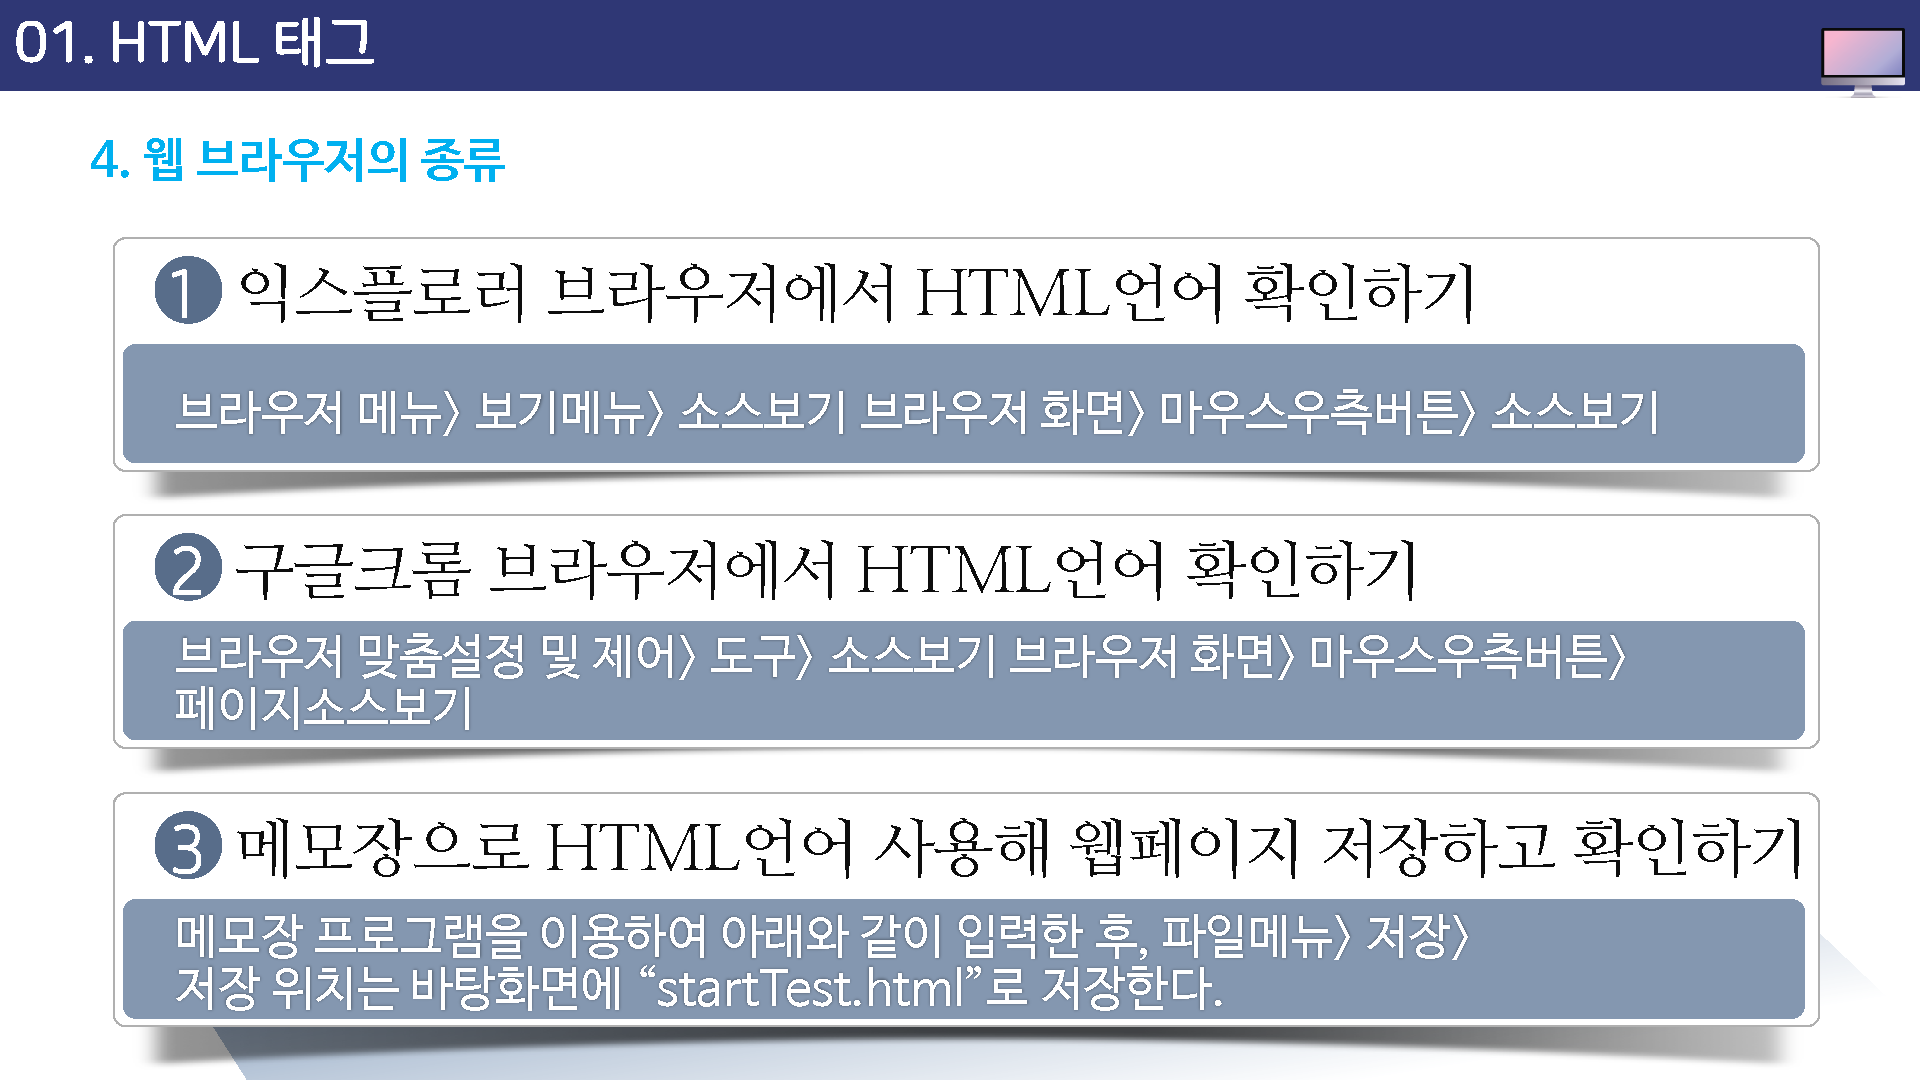 01. HTML 태그
4. 웹 브라우저의 종류
1 익스플로러 브라우저에서 HTML언어 확인하기
브라우저 메뉴> 보기메뉴> 소스보기 브라우저 화면> 마우스우측버튼> 소스보기
2 구글크롬 브라우저에서 HTML언어 확인하기
브라우저 맞춤설정 및 제어> 도구> 소스보기 브라우저 화면> 마우스우측버튼>
페이지소스보기
3 메모장으로 HTML언어 사용해 웹페이지 저장하고 확인하기
메모장 프로그램을 이용하여 아래와 같이 입력한 후, 파일메뉴> 저장>
저장 위치는 바탕화면에 “startTest.html”로 저장한다.